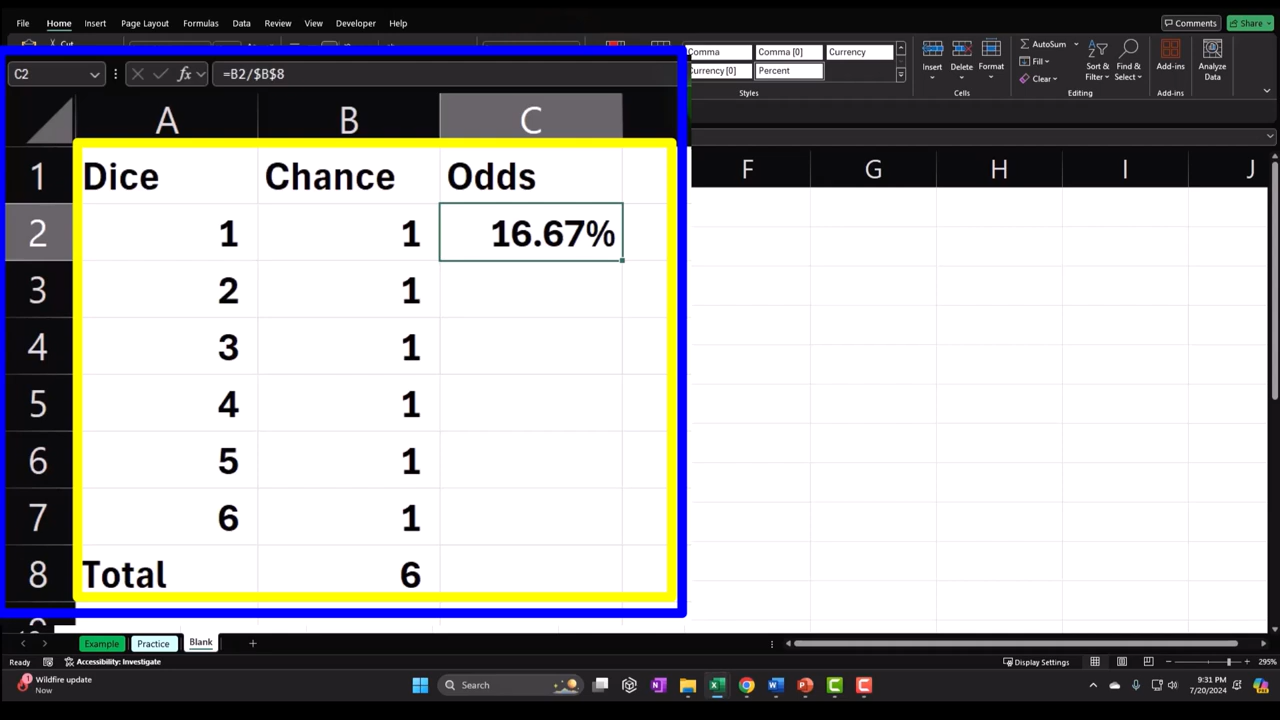 File Home Insert Page Layout Formulas Data Review View Developer Help Comments Share
Cut
Comma Comma [0] Currency AutoSum
Currency [0] Percent Fill
Clear
Insert Delete Format Sort & Filter Find & Select Add-ins Analyze Data
Styles Cells Editing Add-ins
C2 fx =B2/$B$8
A B C F G H I J
1 Dice Chance Odds
2 1 1 16.67%
3 2 1
4 3 1
5 4 1
6 5 1
7 6 1
8 Total 6
Example Practice Blank
Ready Accessibility: Investigate Display Settings 295%
1 Wildfire update
Now
Search
9:31 PM
7/20/2024